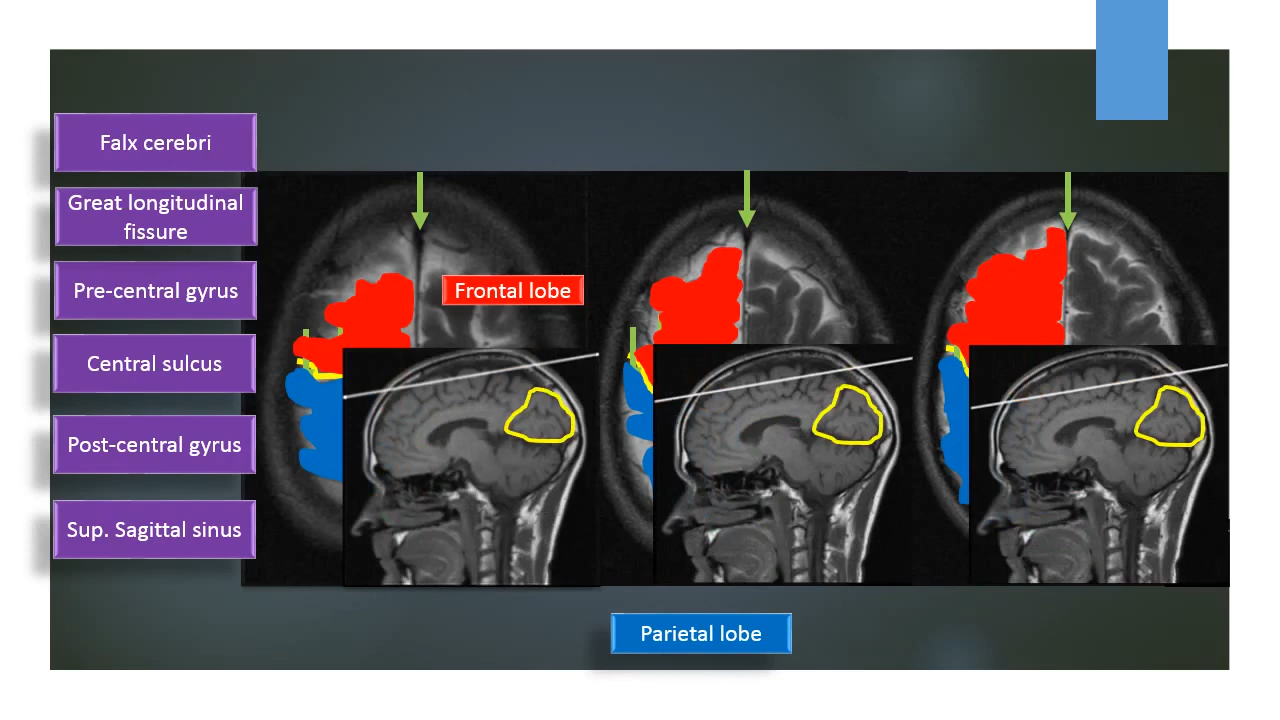 Falx cerebri
Great longitudinal
fissure
Pre-central gyrus
Frontal lobe
Central sulcus
Post-central gyrus
Sup. Sagittal sinus
Parietal lobe